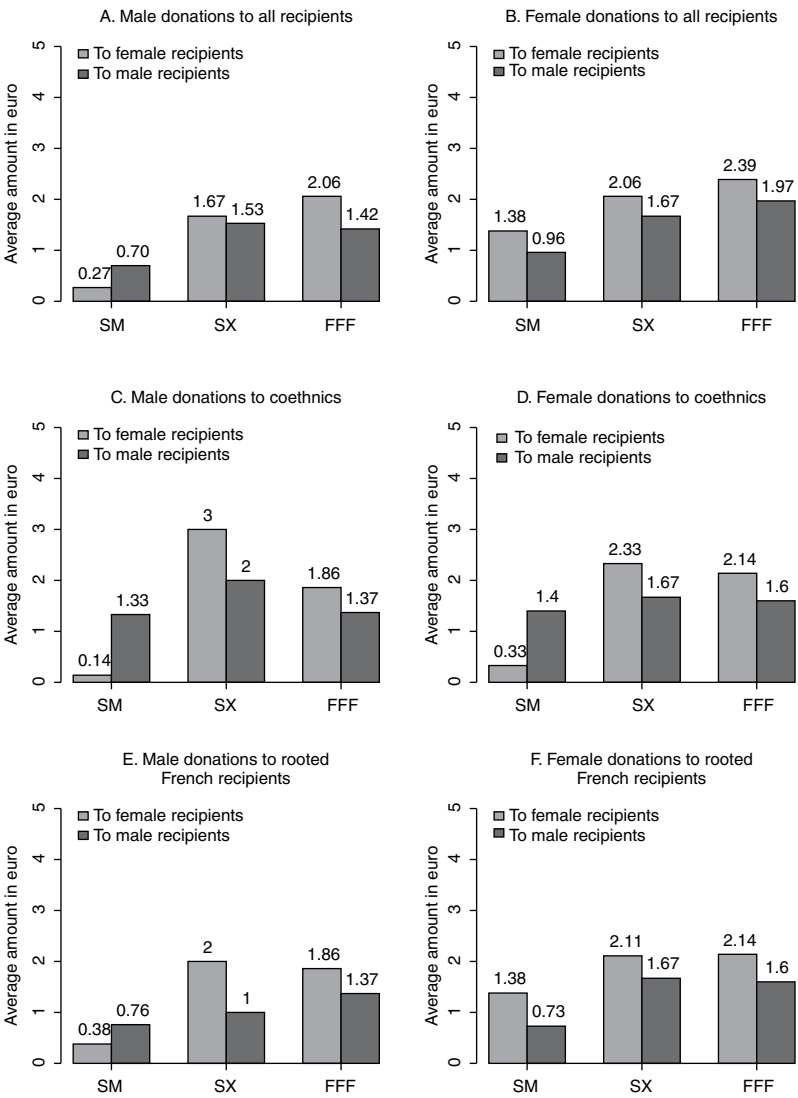 A. Male donations to all recipients
To female recipients
To male recipients
Average amount in euro
5
4
3
2
1
0
0.27
0.70
1.67
1.53
2.06
1.42
SM
SX
FFF
B. Female donations to all recipients
To female recipients
To male recipients
Average amount in euro
5
4
3
2
1
0
1.38
0.96
2.06
1.67
2.39
1.97
SM
SX
FFF
C. Male donations to coethnics
To female recipients
To male recipients
Average amount in euro
5
4
3
2
1
0
0.14
1.33
3
2
1.86
1.37
SM
SX
FFF
D. Female donations to coethnics
To female recipients
To male recipients
Average amount in euro
5
4
3
2
1
0
0.33
1.4
2.33
1.67
2.14
1.6
SM
SX
FFF
E. Male donations to rooted
French recipients
To female recipients
To male recipients
Average amount in euro
5
4
3
2
1
0
0.38
0.76
2
1
1.86
1.37
SM
SX
FFF
F. Female donations to rooted
French recipients
To female recipients
To male recipients
Average amount in euro
5
4
3
2
1
0
1.38
0.73
2.11
1.67
2.14
1.6
SM
SX
FFF